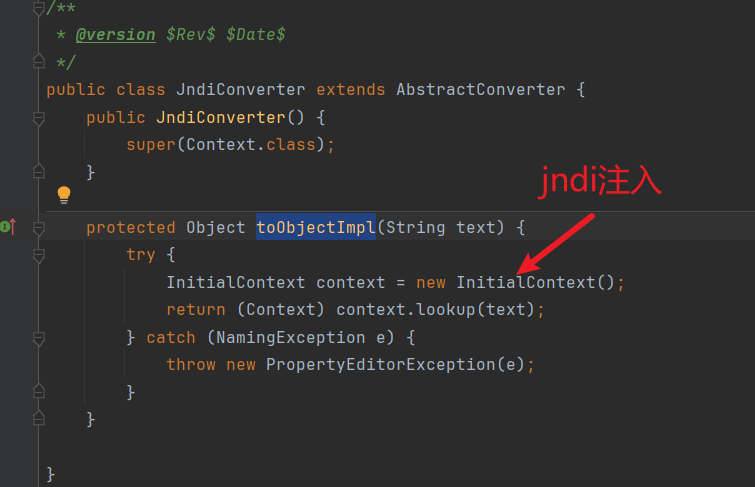 /**
* @version $Rev$ $Date$
*/
public class JndiConverter extends AbstractConverter {
public JndiConverter() {
super(Context.class);
}
jndi注入
protected Object toObjectImpl(String text) {
try {
InitialContext context = new InitialContext();
return (Context) context.lookup(text);
} catch (NamingException e) {
throw new PropertyEditorException(e);
}
}
}